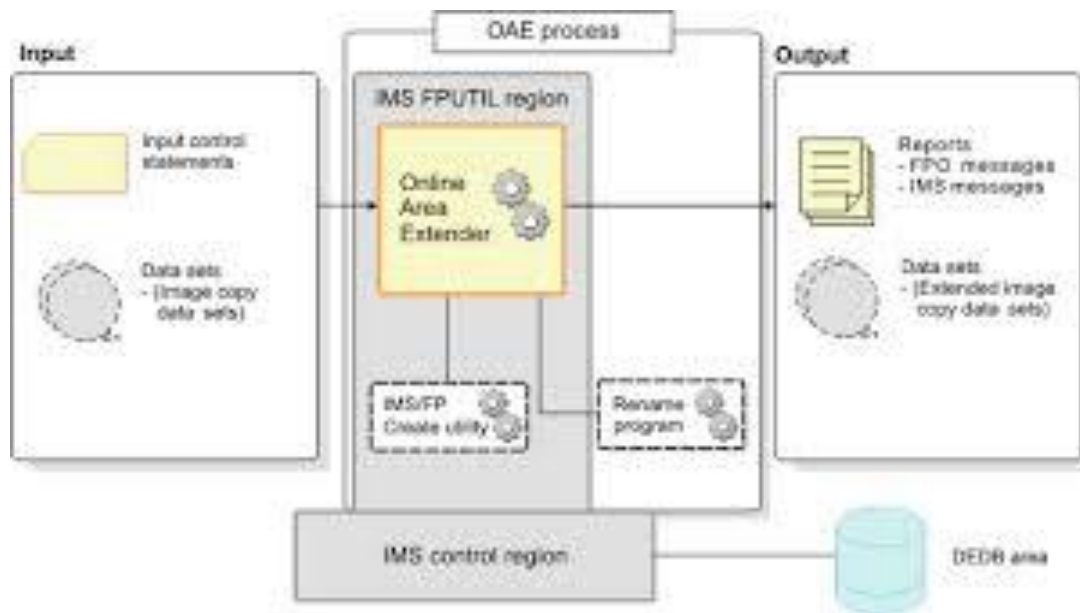 OAE process
Input
Input control
statements
Data sets
- (Image copy
data sets)
IMS FPUTIL region
Online
Area
Extender
IMS/FP
Create utility
Rename
program
Output
Reports
- FPO messages
- IMS messages
Data sets
- (Extended image
copy data sets)
IMS control region
DEDB area